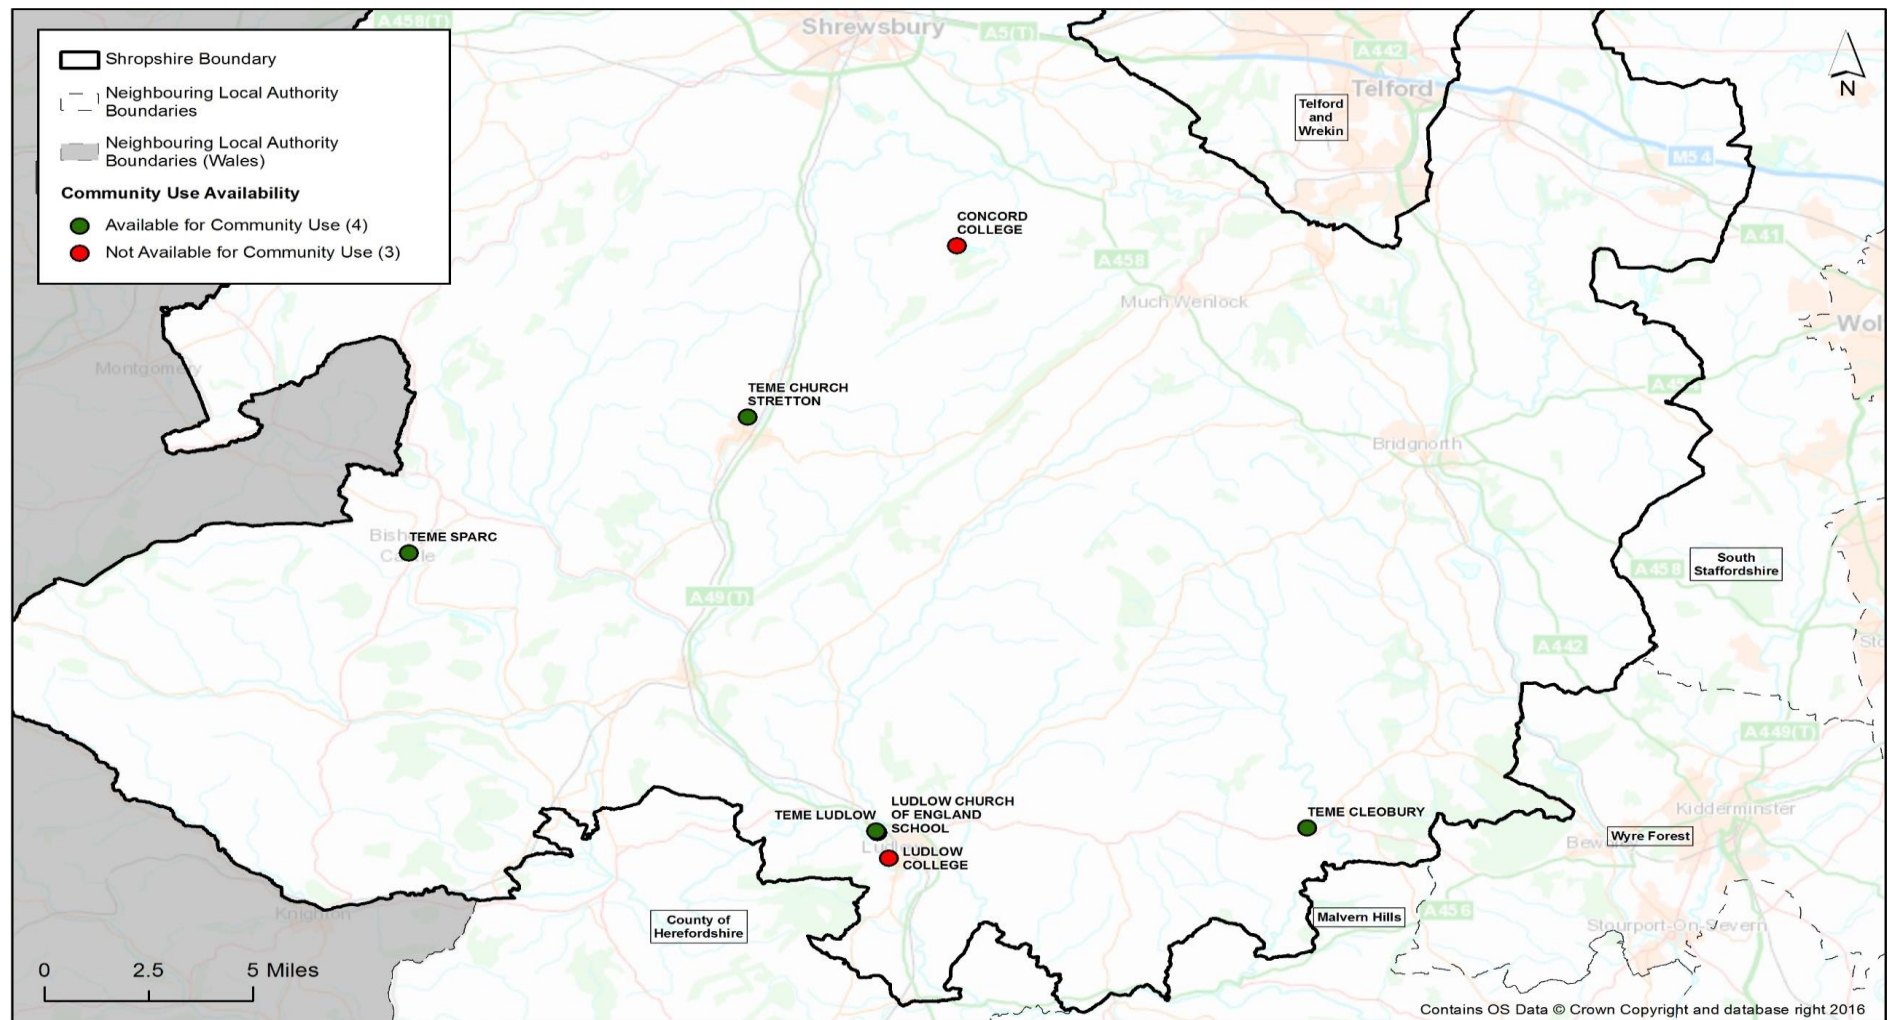 Shropshire Boundary
Neighbouring Local Authority
Boundaries
Neighbouring Local Authority
Boundaries (Wales)
Community Use Availability
Available for Community Use (4)
Not Available for Community Use (3)
A458(T)
Shrewsbury
A5(T)
A442
Telford
Telford
and
Wrekin
N
M54
A41
CONCORD
COLLEGE
A458
Much Wenlock
Wol
Montgomery
TEME CHURCH
STRETTON
Bridgnorth
TEME SPARC
A49(T)
A458
South
Staffordshire
A442
A449(T)
TEME LUDLOW
LUDLOW CHURCH
OF ENGLAND
SCHOOL
LUDLOW
COLLEGE
TEME CLEOBURY
Kidderminster
Wyre Forest
Knighton
County of
Herefordshire
Malvern Hills
A456
Stourport-On-Severn
0 2.5 5 Miles
Contains OS Data © Crown Copyright and database right 2016